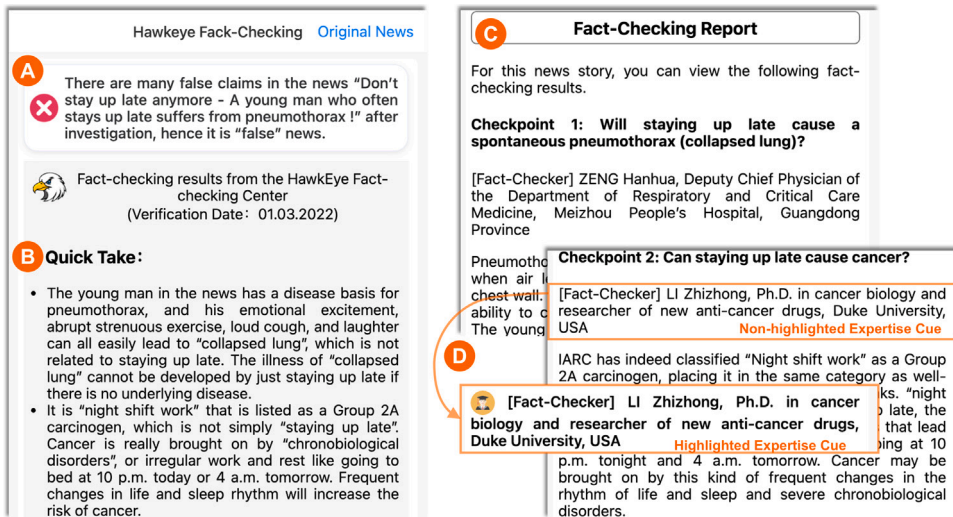 Hawkeye Fack-Checking Original News
A
There are many false claims in the news “Don’t
stay up late anymore - A young man who often
stays up late suffers from pneumothorax !” after
investigation, hence it is “false” news.
Fact-checking results from the HawkEye Fact-
checking Center
(Verification Date： 01.03.2022)
B Quick Take：
• The young man in the news has a disease basis for
pneumothorax, and his emotional excitement,
abrupt strenuous exercise, loud cough, and laughter
can all easily lead to “collapsed lung”, which is not
related to staying up late. The illness of “collapsed
lung” cannot be developed by just staying up late if
there is no underlying disease.
• It is “night shift work” that is listed as a Group 2A
carcinogen, which is not simply “staying up late”.
Cancer is really brought on by “chronobiological
disorders”, or irregular work and rest like going to
bed at 10 p.m. today or 4 a.m. tomorrow. Frequent
changes in life and sleep rhythm will increase the
risk of cancer.
C
Fact-Checking Report
For this news story, you can view the following fact-
checking results.
Checkpoint 1: Will staying up late cause a
spontaneous pneumothorax (collapsed lung)?
[Fact-Checker] ZENG Hanhua, Deputy Chief Physician of
the Department of Respiratory and Critical Care
Medicine, Meizhou People’s Hospital, Guangdong
Province
when air
chest wall.
ability to
The young
Checkpoint 2: Can staying up late cause cancer?
[Fact-Checker] LI Zhizhong, Ph.D. in cancer biology and
researcher of new anti-cancer drugs, Duke University,
USA Non-highlighted Expertise Cue
D
IARC has indeed classified “Night shift work” as a Group
2A carcinogen, placing it in the same category as well-
“night
late, the
that lead
at 10
p.m. tonight and 4 a.m. tomorrow. Cancer may be
brought on by this kind of frequent changes in the
rhythm of life and sleep and severe chronobiological
disorders.
[Fact-Checker] LI Zhizhong, Ph.D. in cancer
biology and researcher of new anti-cancer drugs,
Duke University, USA Highlighted Expertise Cue